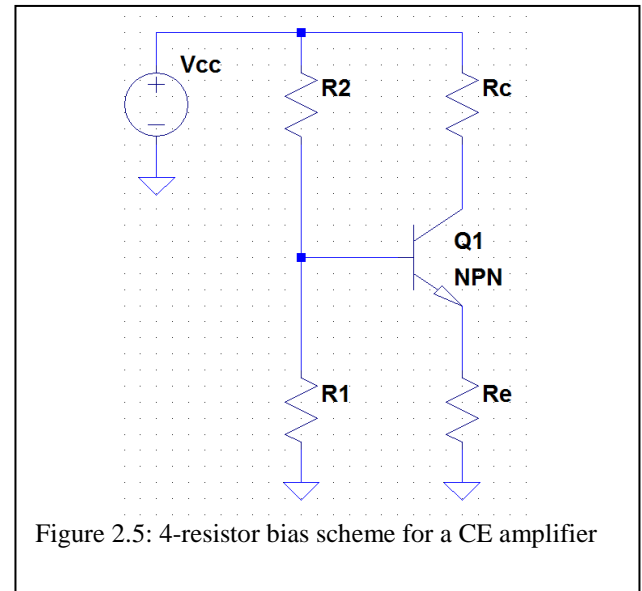 Vcc
R2
Rc
Q1
NPN
R1
Re
Figure 2.5: 4-resistor bias scheme for a CE amplifier